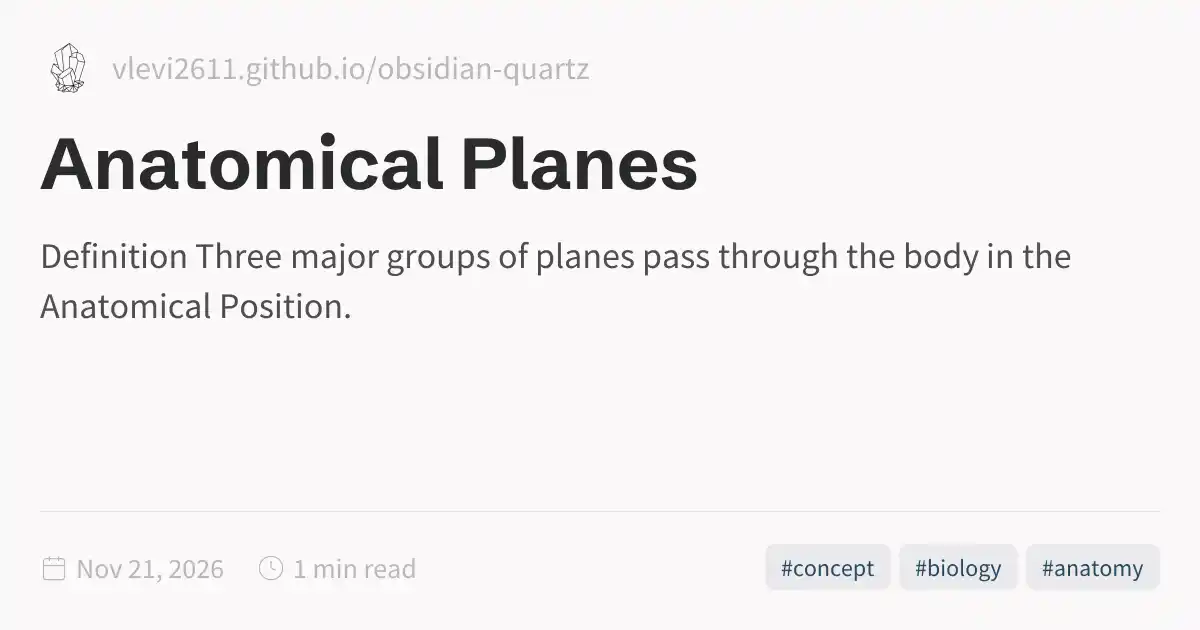 vlevi2611.github.io/obsidian-quartz
Anatomical Planes
Definition Three major groups of planes pass through the body in the
Anatomical Position.
Nov 21, 2026 1 min read #concept #biology #anatomy